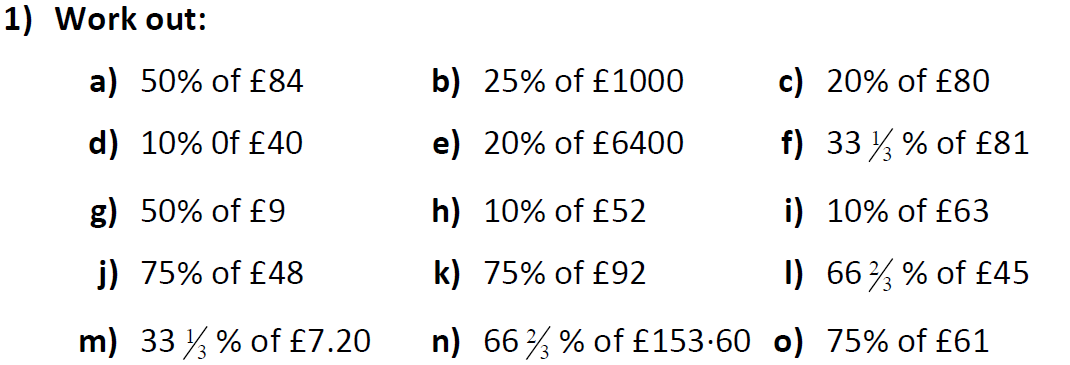 1) Work out:
a) 50% of £84 b) 25% of £1000 c) 20% of £80
d) 10% 0f £40 e) 20% of £6400 f) 33 ⅓ % of £81
g) 50% of £9 h) 10% of £52 i) 10% of £63
j) 75% of £48 k) 75% of £92 l) 66 ⅔ % of £45
m) 33 ⅓ % of £7.20 n) 66 ⅔ % of £153·60 o) 75% of £61